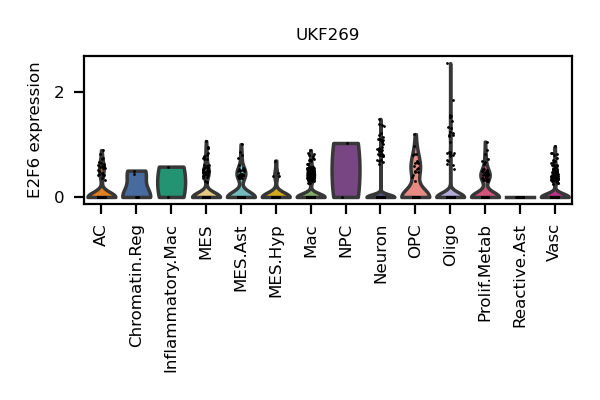 UKF269
E2F6 expression
2
0
AC
Chromatin.Reg
Inflammatory.Mac
MES
MES.Ast
MES.Hyp
Mac
NPC
Neuron
OPC
Oligo
Prolif.Metab
Reactive.Ast
Vasc